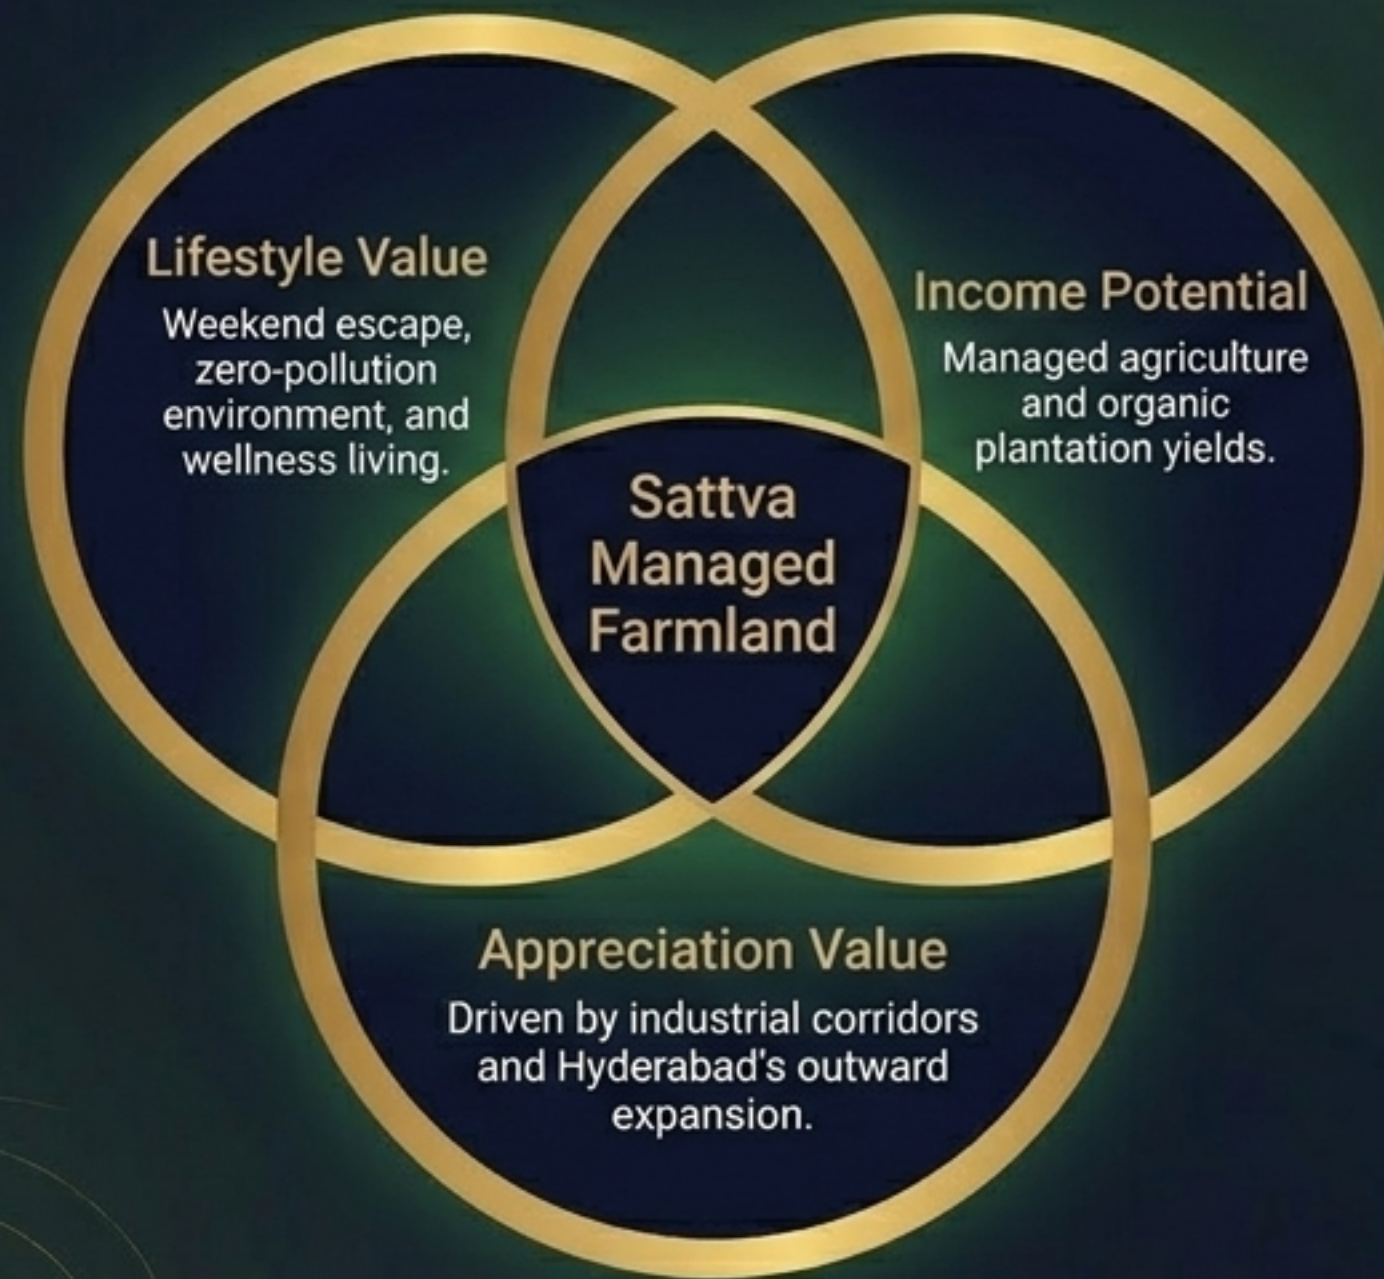 Lifestyle Value
Weekend escape,
zero-pollution
environment, and
wellness living.
Income Potential
Managed agriculture
and organic
plantation yields.
Sattva
Managed
Farmland
Appreciation Value
Driven by industrial corridors
and Hyderabad's outward
expansion.